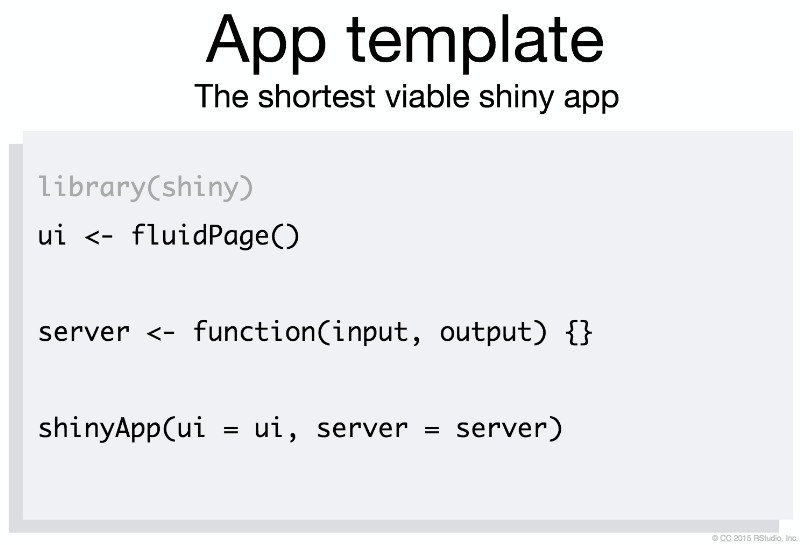 App template
The shortest viable shiny app
library(shiny)
ui <- fluidPage()
server <- function(input, output) {}
shinyApp(ui = ui, server = server)
© CC 2015 RStudio, Inc.